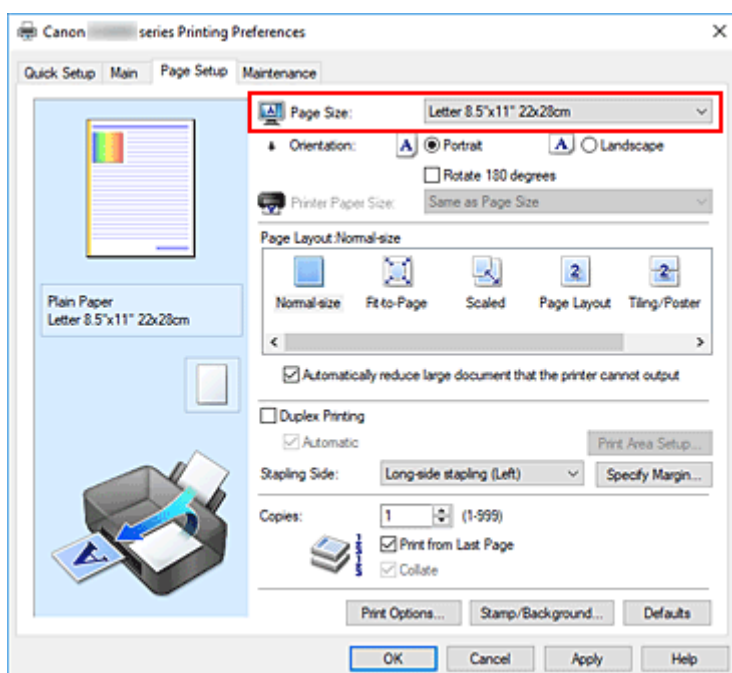 Canon series Printing Preferences
Quick Setup Main Page Setup Maintenance
Page Size: Letter 8.5"x11" 22x28cm
Orientation: A Portrait A Landscape
Rotate 180 degrees
Printer Paper Size: Same as Page Size
Page Layout:Normal-size
Normal-size Fit-to-Page Scaled Page Layout Tiling/Poster
Plain Paper
Letter 8.5"x11" 22x28cm
Automatically reduce large document that the printer cannot output
Duplex Printing
Automatic Print Area Setup...
Stapling Side: Long-side stapling (Left) Specify Margin...
Copies: 1 (1-999)
Print from Last Page
Collate
Print Options... Stamp/Background... Defaults
OK Cancel Apply Help